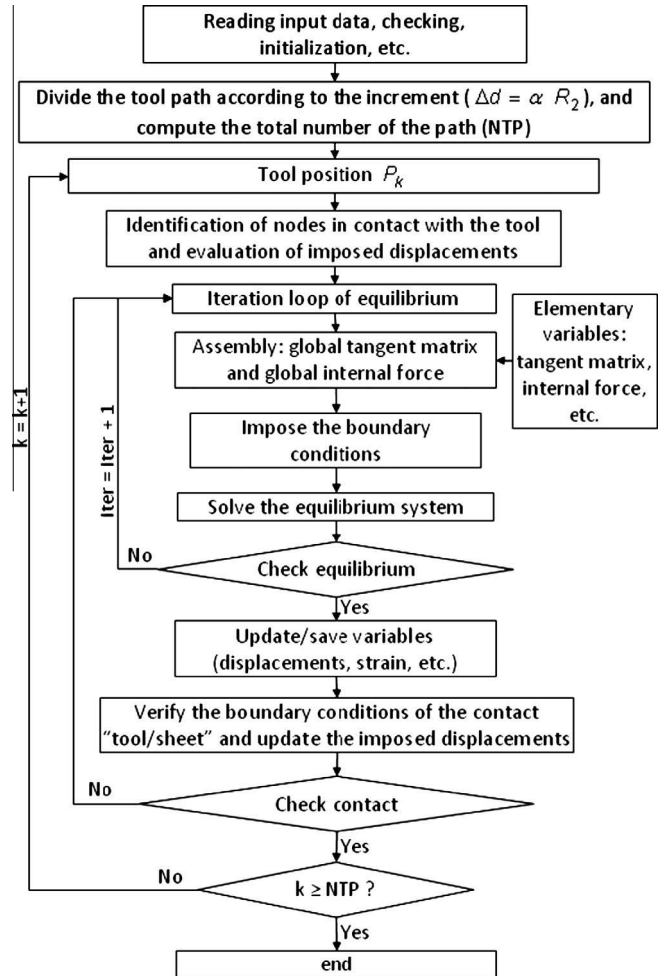 Reading input data, checking,
initialization, etc.
Divide the tool path according to the increment ( Δd = α R₂ ), and
compute the total number of the path (NTP)
Tool position Pₖ
Identification of nodes in contact with the tool
and evaluation of imposed displacements
Iteration loop of equilibrium
Elementary
variables:
tangent matrix,
internal force,
etc.
Assembly: global tangent matrix
and global internal force
k = k+1
Iter = Iter + 1
Impose the boundary
conditions
Solve the equilibrium system
No
Check equilibrium
Yes
Update/save variables
(displacements, strain, etc.)
Verify the boundary conditions of the contact
“tool/sheet” and update the imposed displacements
No
Check contact
Yes
No
k ≥ NTP ?
Yes
end